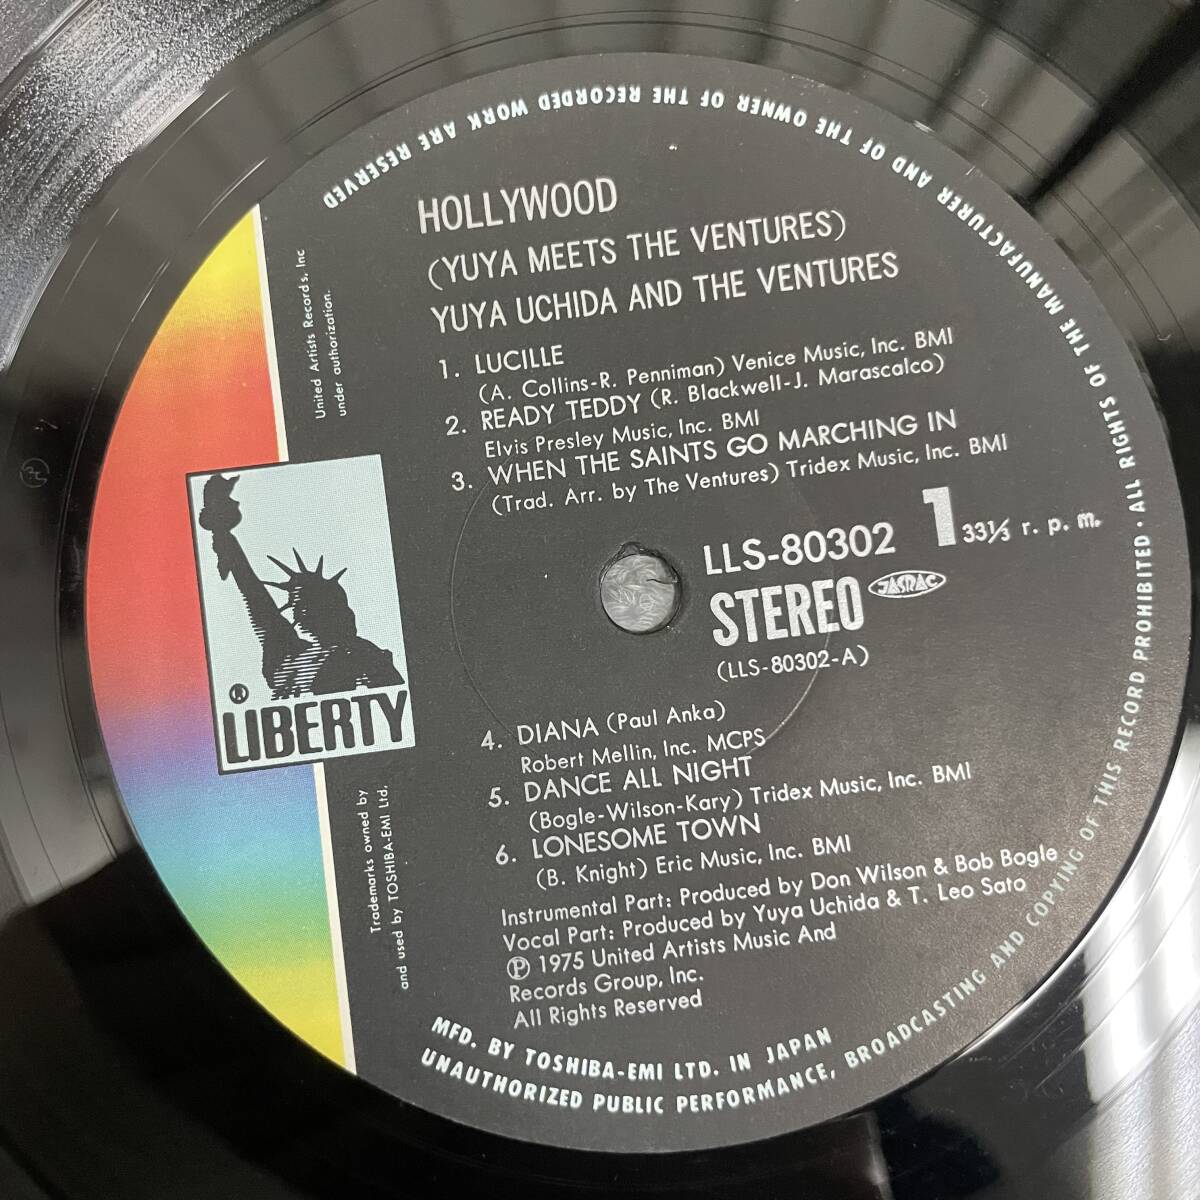 HOLLYWOOD
(YUYA MEETS THE VENTURES)
YUYA UCHIDA AND THE VENTURES
1. LUCILLE
(A. Collins-R. Penniman) Venice Music, Inc. BMI
2. READY TEDDY (R. Blackwell-J. Marascalco)
Elvis Presley Music, Inc. BMI
3. WHEN THE SAINTS GO MARCHING IN
(Trad. Arr. by The Ventures) Tridex Music, Inc. BMI
LLS-80302 1 33⅓ r. p. m.
STEREO JASRAC
(LLS-80302-A)
4. DIANA (Paul Anka)
Robert Mellin, Inc. MCPS
5. DANCE ALL NIGHT
(Bogle-Wilson-Kary) Tridex Music, Inc. BMI
6. LONESOME TOWN
(B. Knight) Eric Music, Inc. BMI
Instrumental Part: Produced by Don Wilson & Bob Bogle
Vocal Part: Produced by Yuya Uchida & T. Leo Sato
Ⓟ 1975 United Artists Music And
Records Group, Inc.
All Rights Reserved
United Artists Records, Inc
under authorization.
® LIBERTY
Trademarks owned by
and used by TOSHIBA-EMI Ltd.
MFD. BY TOSHIBA-EMI LTD. IN JAPAN
UNAUTHORIZED PUBLIC PERFORMANCE, BROADCASTING AND COPYING OF THIS RECORD PROHIBITED · ALL RIGHTS OF THE MANUFACTURER AND OF THE OWNER OF THE RECORDED WORK ARE RESERVED